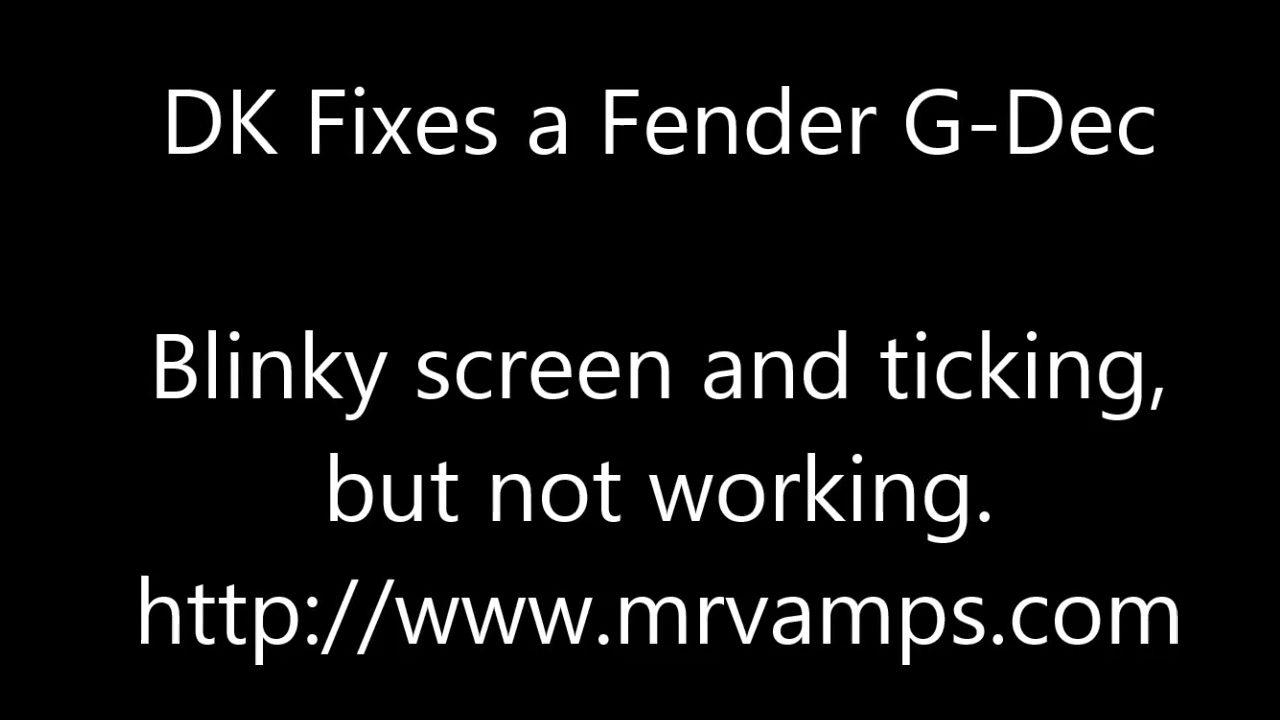 DK Fixes a Fender G-Dec
Blinky screen and ticking,
but not working.
http://www.mrvamps.com